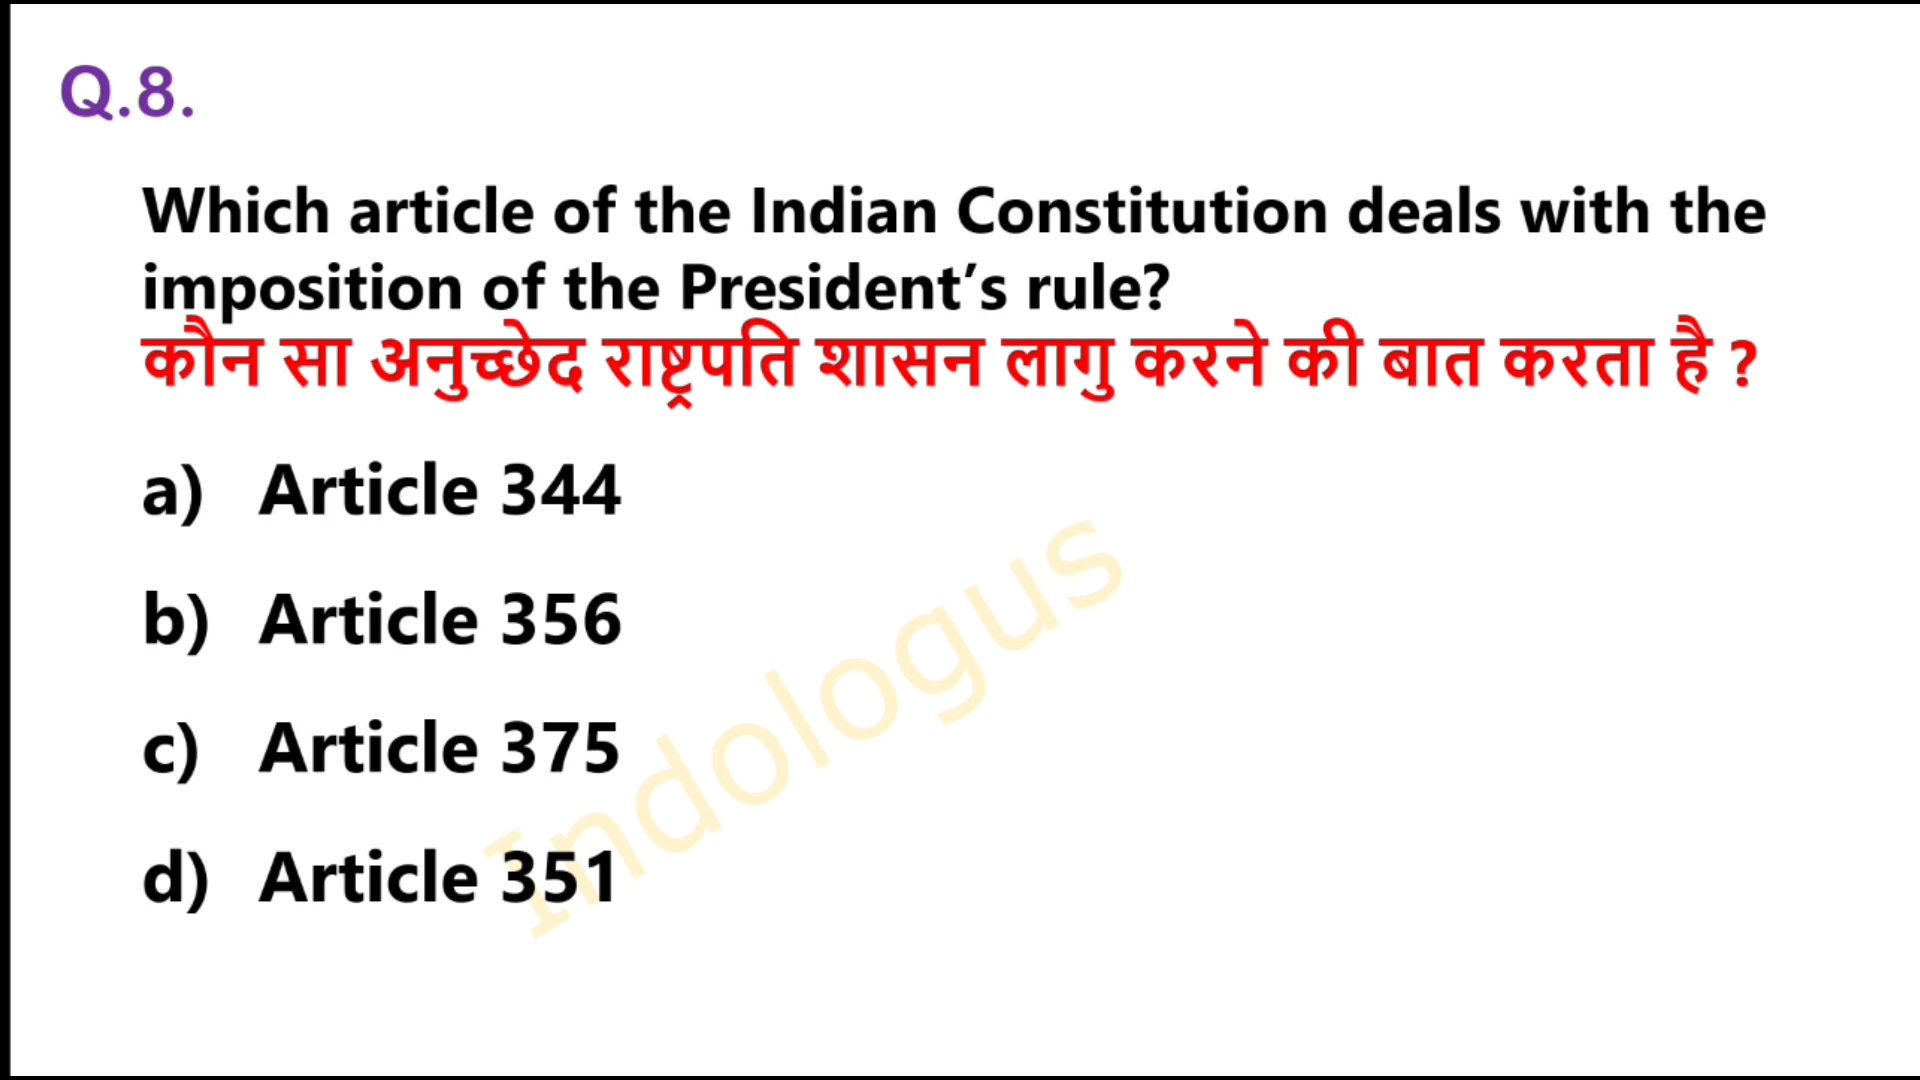 Q.8.
Which article of the Indian Constitution deals with the
imposition of the President’s rule?
कौन सा अनुच्छेद राष्ट्रपति शासन लागु करने की बात करता है ?
a) Article 344
b) Article 356
c) Article 375
d) Article 351
Indologus